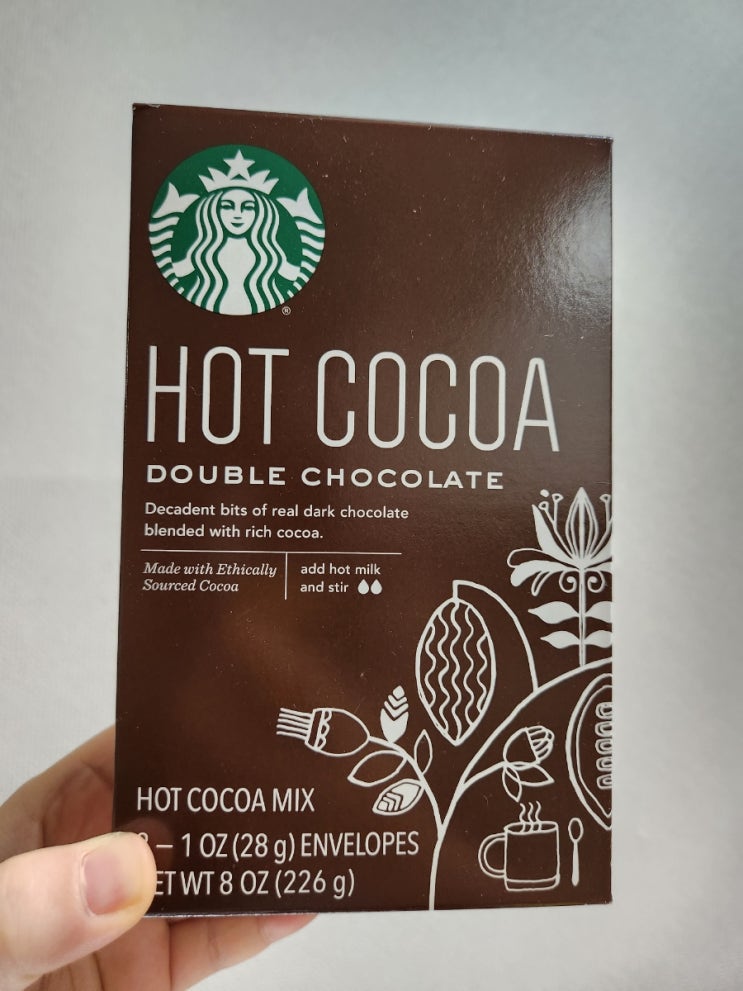 ®
HOT COCOA
DOUBLE CHOCOLATE
Decadent bits of real dark chocolate
blended with rich cocoa.
Made with Ethically
Sourced Cocoa
add hot milk
and stir
HOT COCOA MIX
– 1 OZ (28 g) ENVELOPES
WT 8 OZ (226 g)